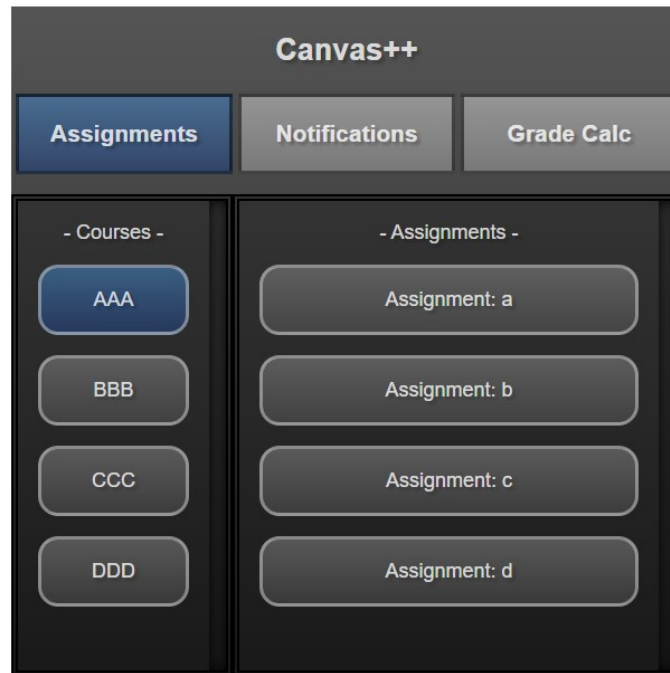 Canvas++
Assignments Notifications Grade Calc
- Courses -
AAA
BBB
CCC
DDD
- Assignments -
Assignment: a
Assignment: b
Assignment: c
Assignment: d